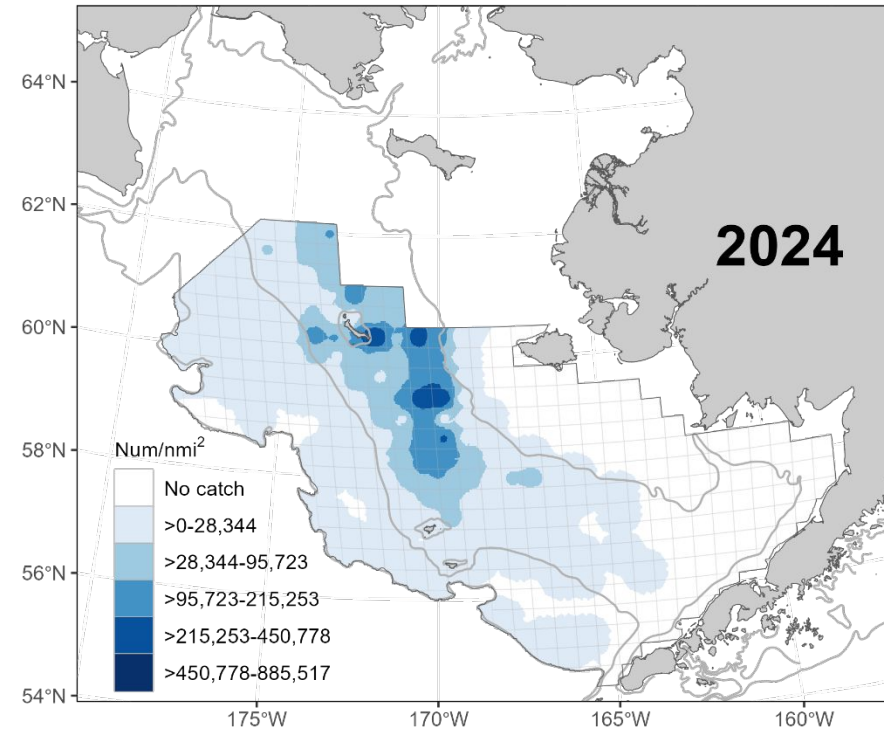 64°N
62°N
60°N
58°N
56°N
54°N
2024
Num/nmi²
No catch
>0-28,344
>28,344-95,723
>95,723-215,253
>215,253-450,778
>450,778-885,517
175°W
170°W
165°W
160°W